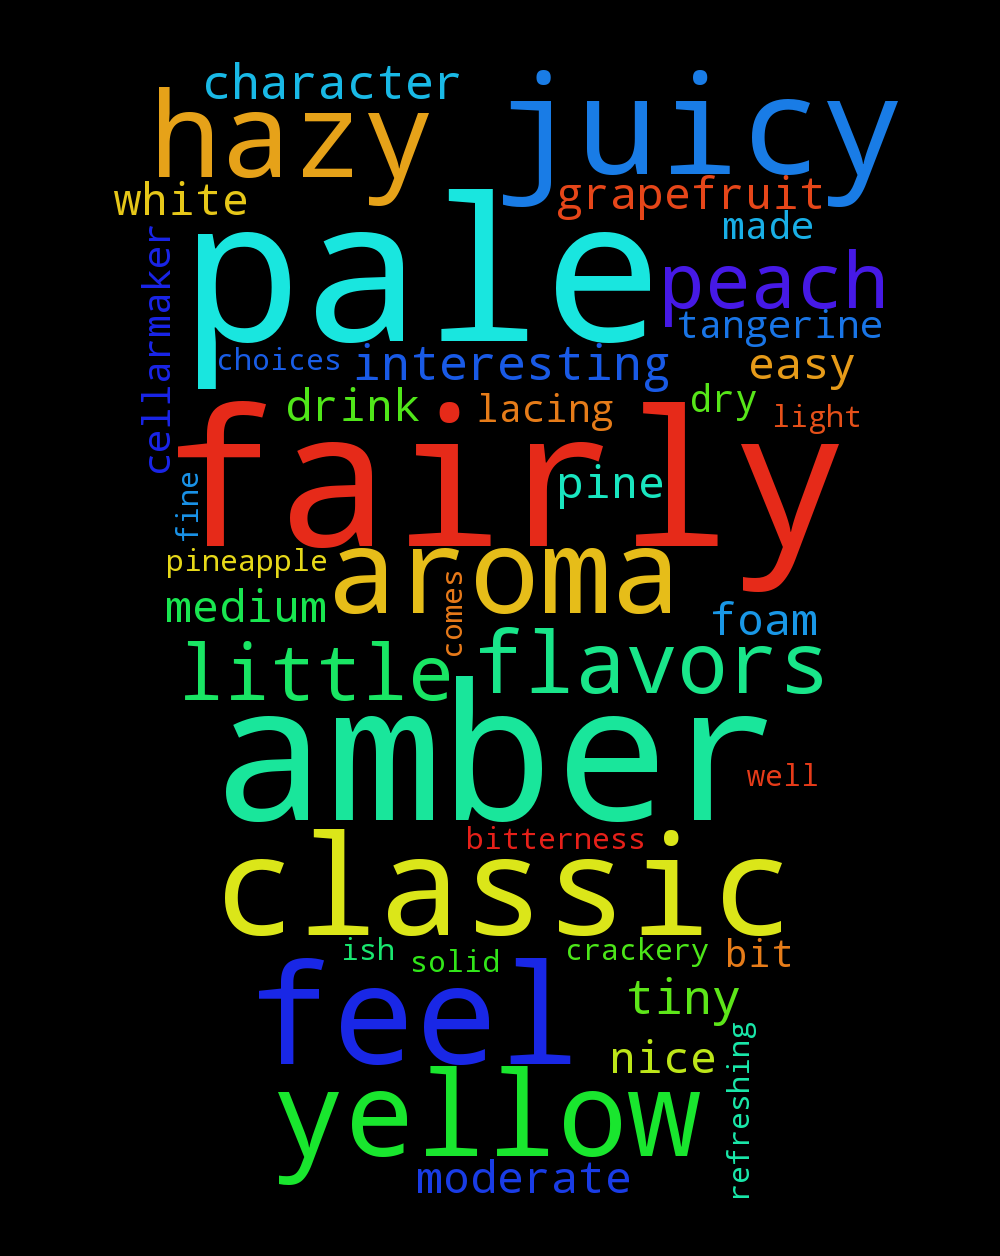 character
hazy juicy
white grapefruit
made
pale peach
cellarmaker tangerine
choices interesting easy
drink lacing dry light
fairly
fine pine
pineapple aroma
medium comes foam
little flavors
amber well
bitterness
classic
ish solid crackery bit
feel tiny
nice refreshing
yellow
moderate